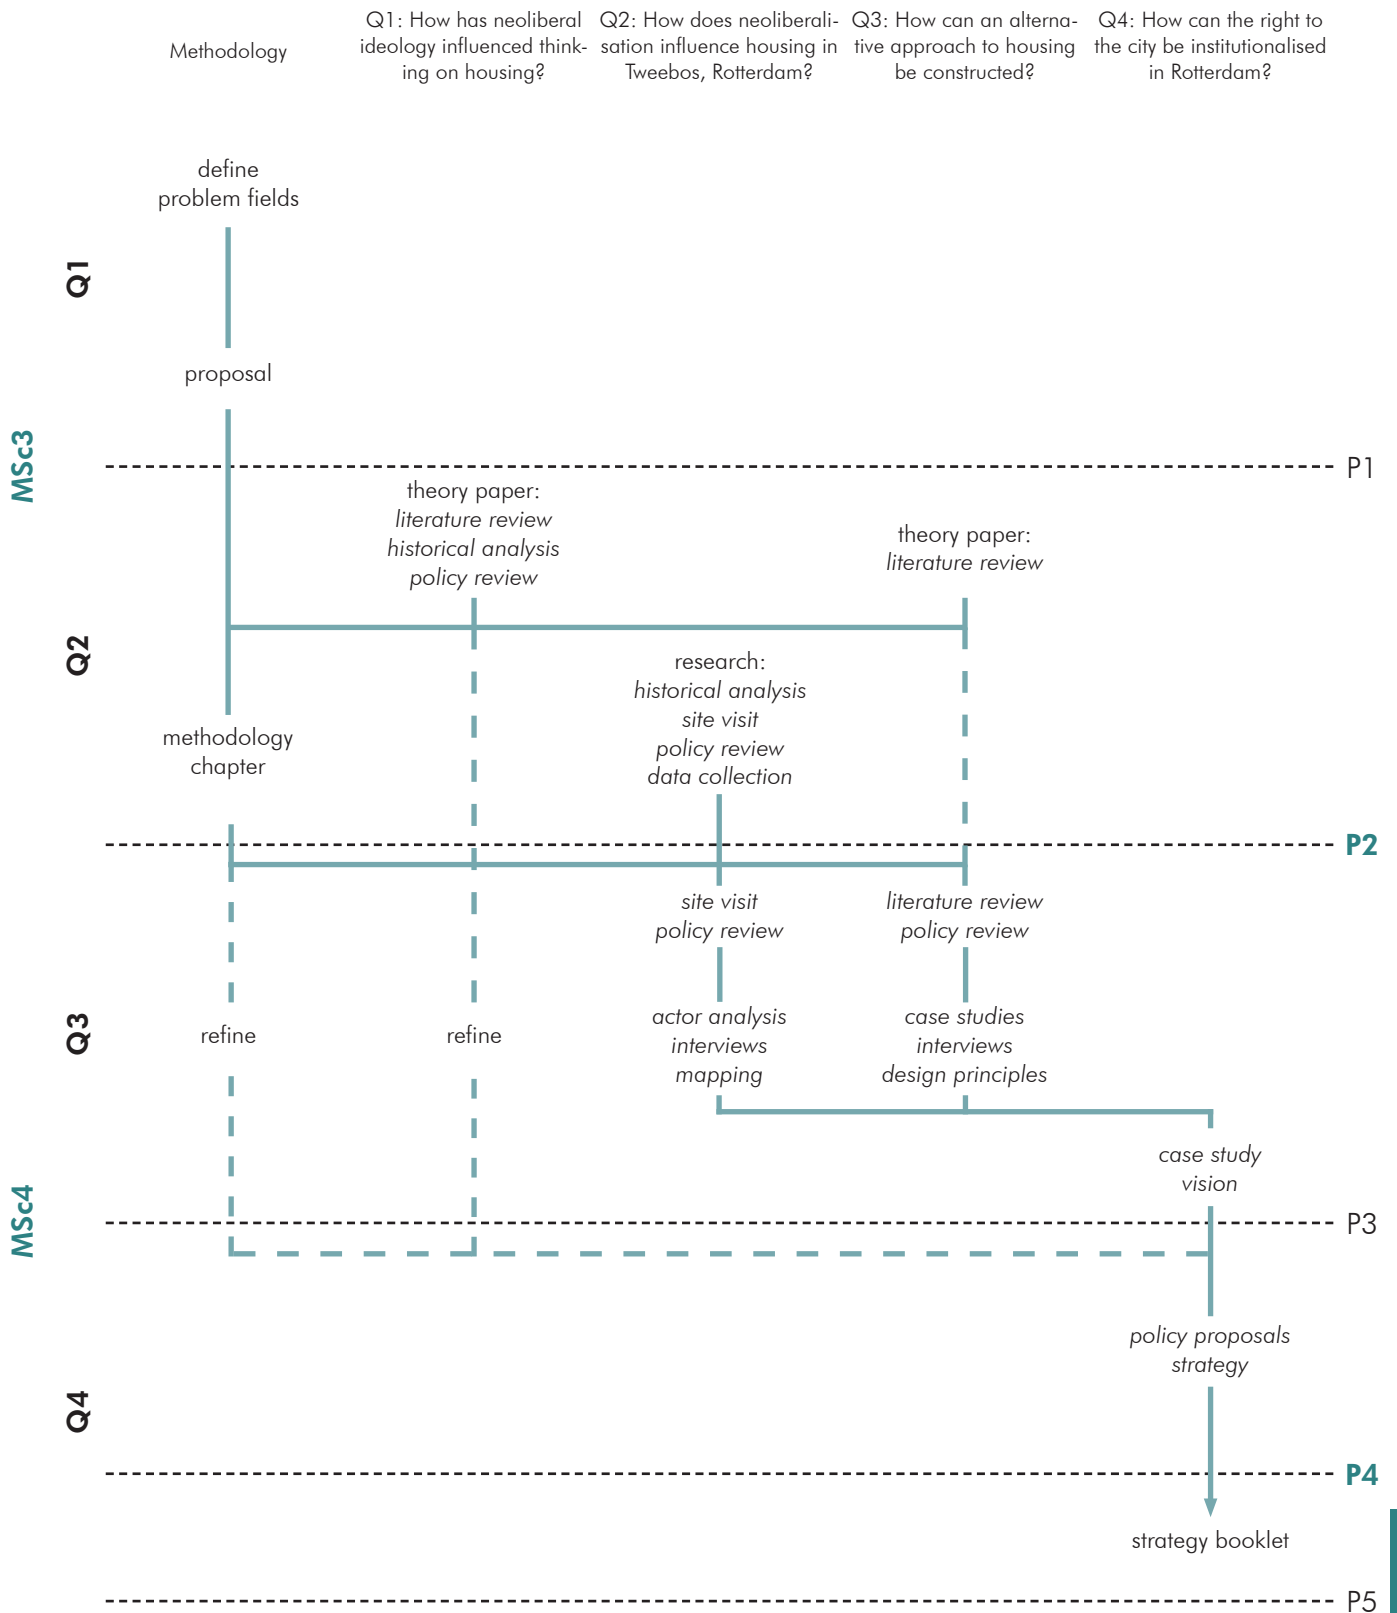 Methodology
Q1: How has neoliberal
ideology influenced think-
ing on housing?
Q2: How does neoliberali-
sation influence housing in
Tweebos, Rotterdam?
Q3: How can an alterna-
tive approach to housing
be constructed?
Q4: How can the right to
the city be institutionalised
in Rotterdam?
define
problem fields
Q1
proposal
MSc3
P1
theory paper:
literature review
historical analysis
policy review
theory paper:
literature review
Q2
research:
historical analysis
site visit
policy review
data collection
methodology
chapter
P2
site visit
policy review
literature review
policy review
Q3
refine
refine
actor analysis
interviews
mapping
case studies
interviews
design principles
case study
vision
MSc4
P3
policy proposals
strategy
Q4
P4
strategy booklet
P5